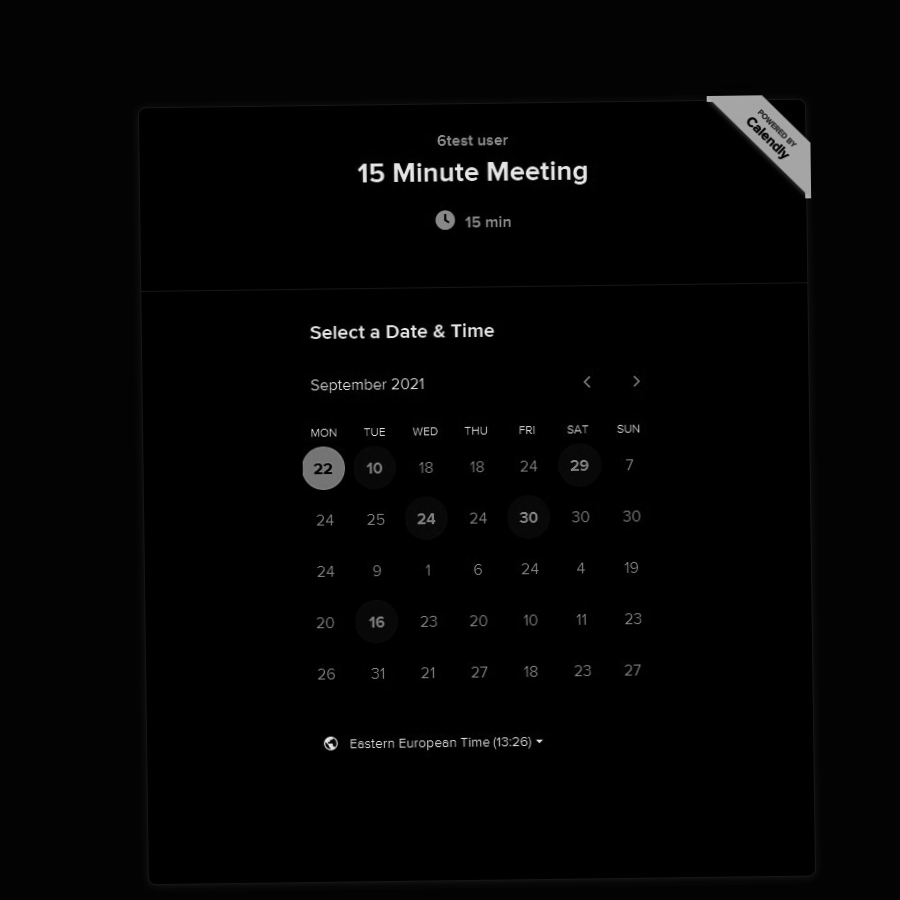 POWERED BY
Calendly
6test user
15 Minute Meeting
15 min
Select a Date & Time
September 2021
MON TUE WED THU FRI SAT SUN
22 10 18 18 24 29 7
24 25 24 24 30 30 30
24 9 1 6 24 4 19
20 16 23 20 10 11 23
26 31 21 27 18 23 27
Eastern European Time (13:26)